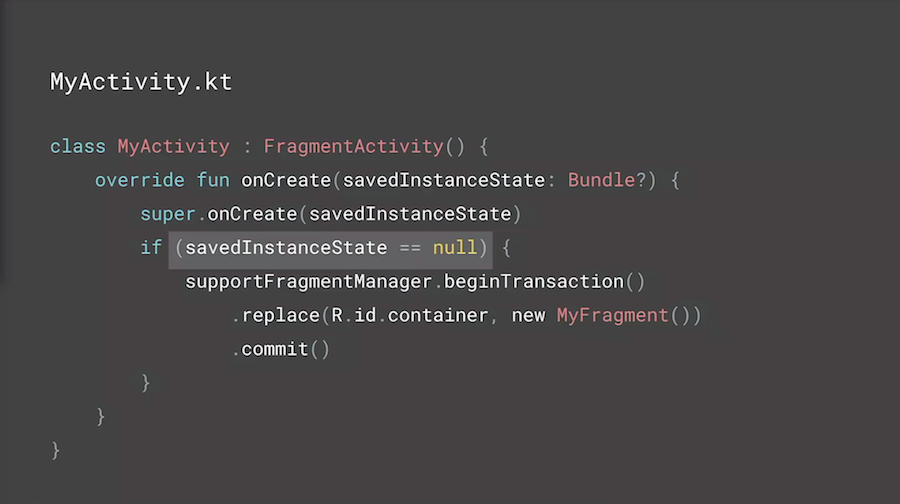 MyActivity.kt
class MyActivity : FragmentActivity() {
override fun onCreate(savedInstanceState: Bundle?) {
super.onCreate(savedInstanceState)
if (savedInstanceState == null) {
supportFragmentManager.beginTransaction()
.replace(R.id.container, new MyFragment())
.commit()
}
}
}